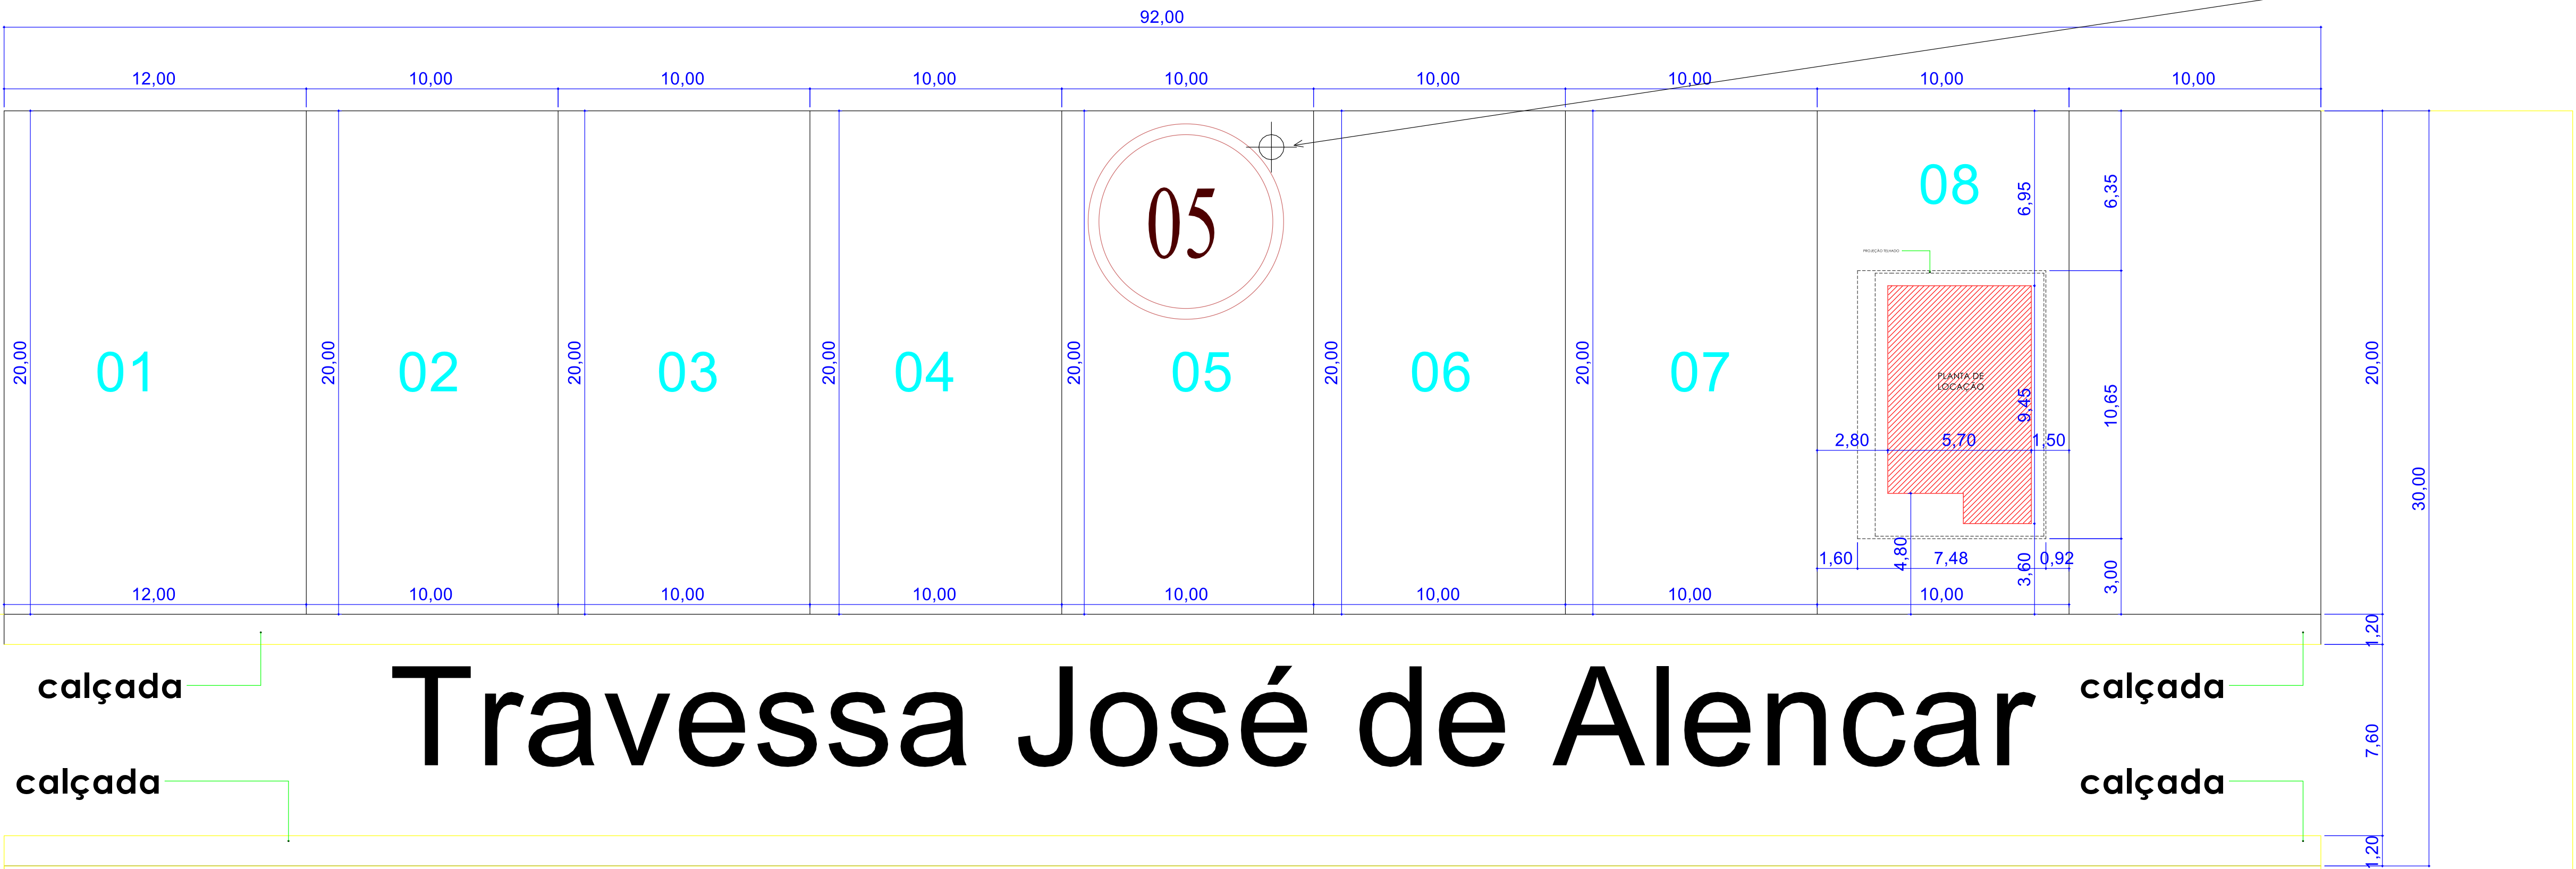 92,00
12,00 10,00 10,00 10,00 10,00 10,00 10,00 10,00 10,00
05
08
6,95
6,35
PROJEÇÃO TELHADO
20,00 01 20,00 02 20,00 03 20,00 04 20,00 05 20,00 06 20,00 07
PLANTA DE
LOCAÇÃO
9,45
10,65
20,00
2,80 5,70 1,50
30,00
1,60 4,80 7,48 3,60 0,92 3,00
12,00 10,00 10,00 10,00 10,00 10,00 10,00 10,00
1,20
calçada
Travessa José de Alencar
calçada
7,60
calçada
calçada
1,20